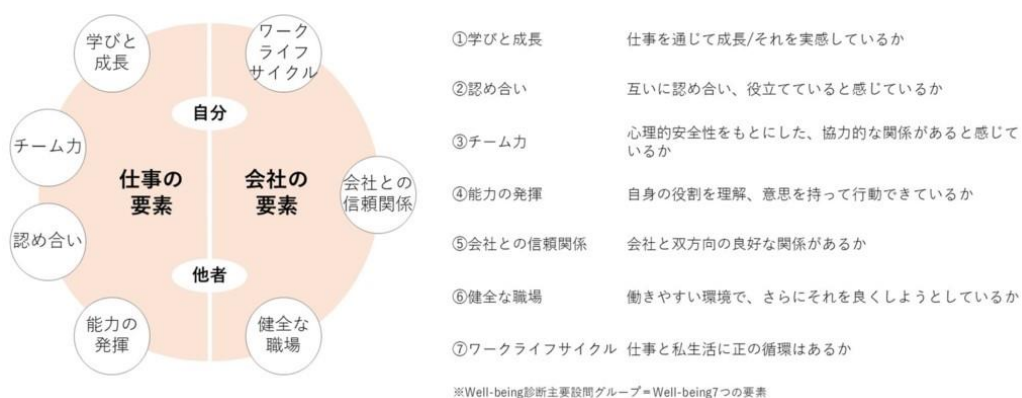 学びと
成長
ワーク
ライフ
サイクル
自分
チーム力
仕事の
要素
会社の
要素
会社との
信頼関係
認め合い
他者
能力の
発揮
健全な
職場
①学びと成長 仕事を通じて成長/それを実感しているか
②認め合い 互いに認め合い、役立てていると感じているか
③チーム力 心理的安全性をもとにした、協力的な関係があると感じて
いるか
④能力の発揮 自身の役割を理解、意思を持って行動できているか
⑤会社との信頼関係 会社と双方向の良好な関係があるか
⑥健全な職場 働きやすい環境で、さらにそれを良くしようとしているか
⑦ワークライフサイクル 仕事と私生活に正の循環はあるか
※Well-being診断主要設問グループ=Well-being7つの要素